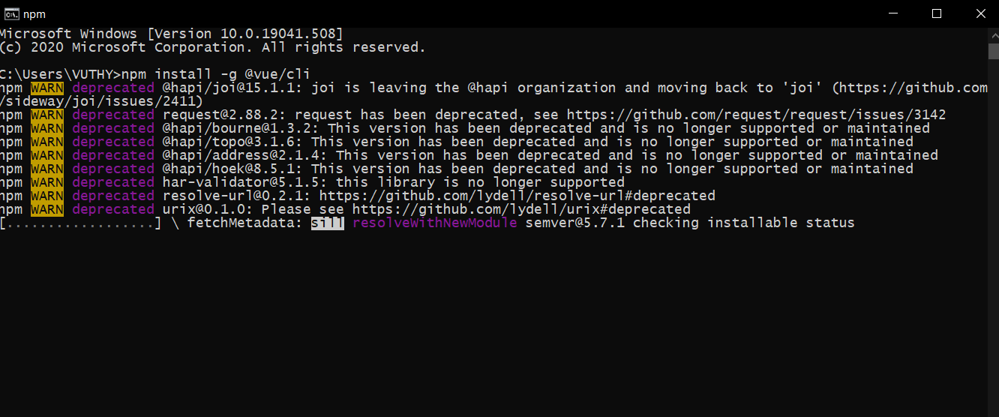 npm
Microsoft Windows [Version 10.0.19041.508]
(c) 2020 Microsoft Corporation. All rights reserved.
C:\Users\VUTHY>npm install -g @vue/cli
npm WARN deprecated @hapi/joi@15.1.1: joi is leaving the @hapi organization and moving back to 'joi' (https://github.com
/sideway/joi/issues/2411)
npm WARN deprecated request@2.88.2: request has been deprecated, see https://github.com/request/request/issues/3142
npm WARN deprecated @hapi/bourne@1.3.2: This version has been deprecated and is no longer supported or maintained
npm WARN deprecated @hapi/topo@3.1.6: This version has been deprecated and is no longer supported or maintained
npm WARN deprecated @hapi/address@2.1.4: This version has been deprecated and is no longer supported or maintained
npm WARN deprecated @hapi/hoek@8.5.1: This version has been deprecated and is no longer supported or maintained
npm WARN deprecated har-validator@5.1.5: this library is no longer supported
npm WARN deprecated resolve-url@0.2.1: https://github.com/lydell/resolve-url#deprecated
npm WARN deprecated urix@0.1.0: Please see https://github.com/lydell/urix#deprecated
[..................] \ fetchMetadata: sill resolveWithNewModule semver@5.7.1 checking installable status